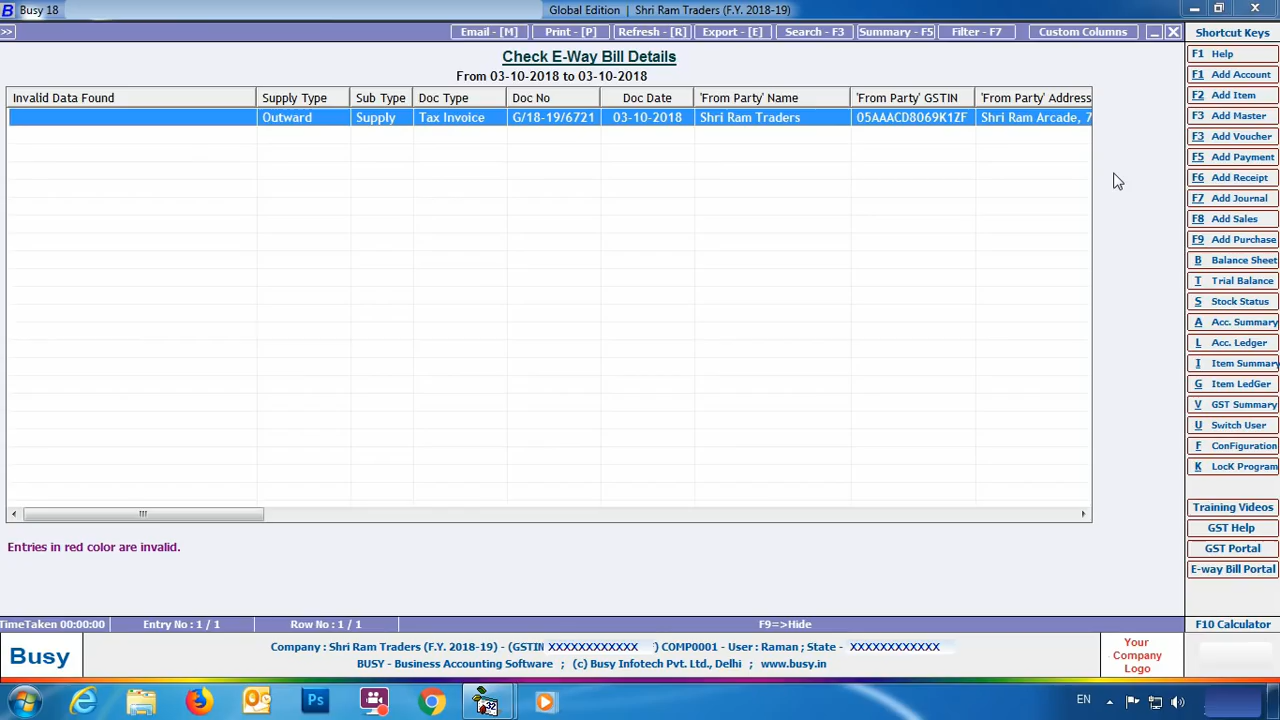 Busy 18
Global Edition | Shri Ram Traders (F.Y. 2018-19)
>> Email - [M] Print - [P] Refresh - [R] Export - [E] Search - F3 Summary - F5 Filter - F7 Custom Columns
Check E-Way Bill Details
From 03-10-2018 to 03-10-2018
Invalid Data Found Supply Type Sub Type Doc Type Doc No Doc Date 'From Party' Name 'From Party' GSTIN 'From Party' Address
Outward Supply Tax Invoice G/18-19/6721 03-10-2018 Shri Ram Traders 05AAACD8069K1ZF Shri Ram Arcade, 7
Entries in red color are invalid.
TimeTaken 00:00:00 Entry No : 1 / 1 Row No : 1 / 1 F9=>Hide
Shortcut Keys
F1 Help
F1 Add Account
F2 Add Item
F3 Add Master
F3 Add Voucher
F5 Add Payment
F6 Add Receipt
F7 Add Journal
F8 Add Sales
F9 Add Purchase
B Balance Sheet
T Trial Balance
S Stock Status
A Acc. Summary
L Acc. Ledger
I Item Summary
G Item LedGer
V GST Summary
U Switch User
F ConFiguration
K LocK Program
Training Videos
GST Help
GST Portal
E-way Bill Portal
F10 Calculator
Busy
Company : Shri Ram Traders (F.Y. 2018-19) - (GSTIN XXXXXXXXXXXX ) COMP0001 - User : Raman ; State - XXXXXXXXXXXX
BUSY - Business Accounting Software ; (c) Busy Infotech Pvt. Ltd., Delhi ; www.busy.in
Your
Company
Logo
Ps
32
EN